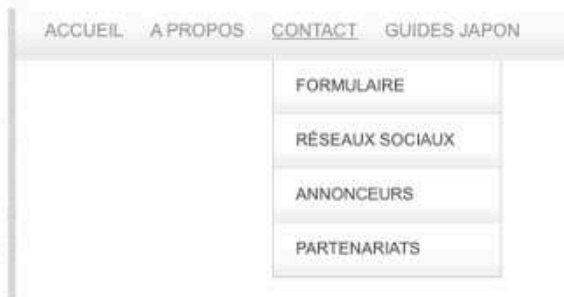 ACCUEIL A PROPOS CONTACT GUIDES JAPON
FORMULAIRE
RÉSEAUX SOCIAUX
ANNONCEURS
PARTENARIATS